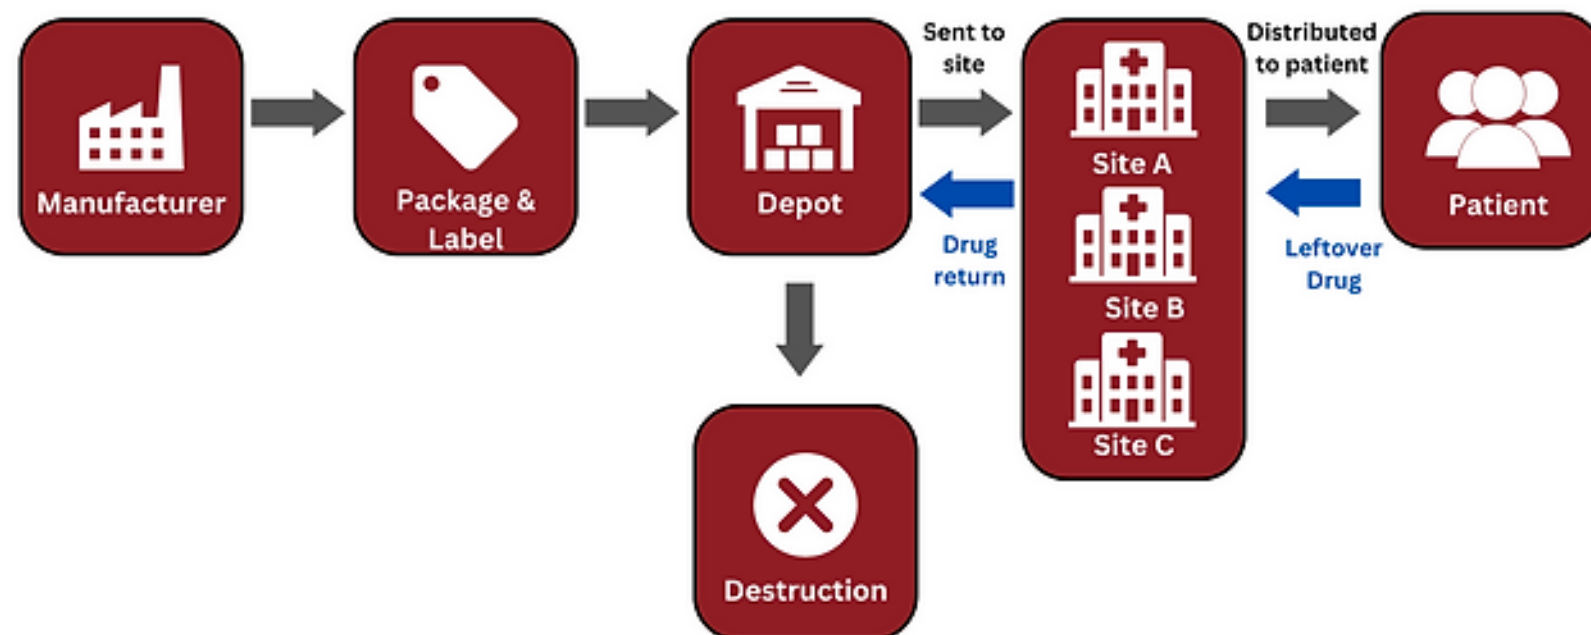 Manufacturer
Package &
Label
Depot
Sent to
site
Drug
return
Site A
Site B
Site C
Distributed
to patient
Leftover
Drug
Patient
Destruction